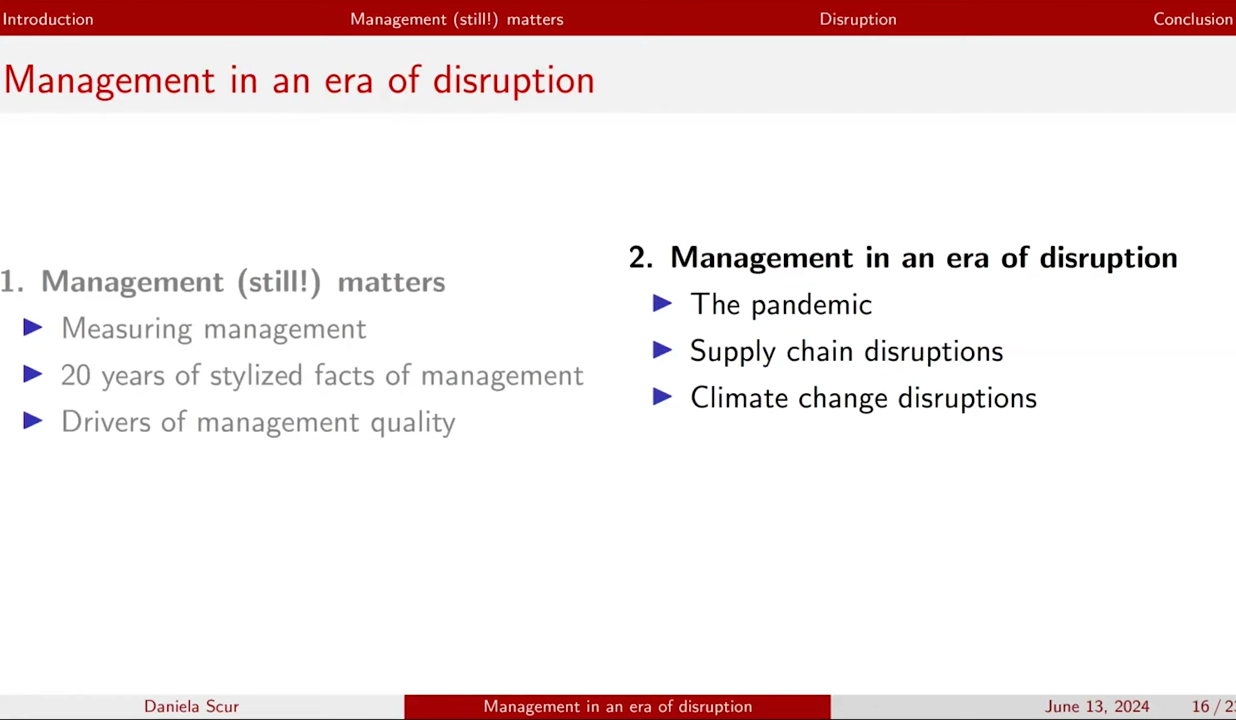 Introduction Management (still!) matters Disruption Conclusion
Management in an era of disruption
1. Management (still!) matters
Measuring management
20 years of stylized facts of management
Drivers of management quality
2. Management in an era of disruption
The pandemic
Supply chain disruptions
Climate change disruptions
Daniela Scur Management in an era of disruption June 13, 2024 16 /